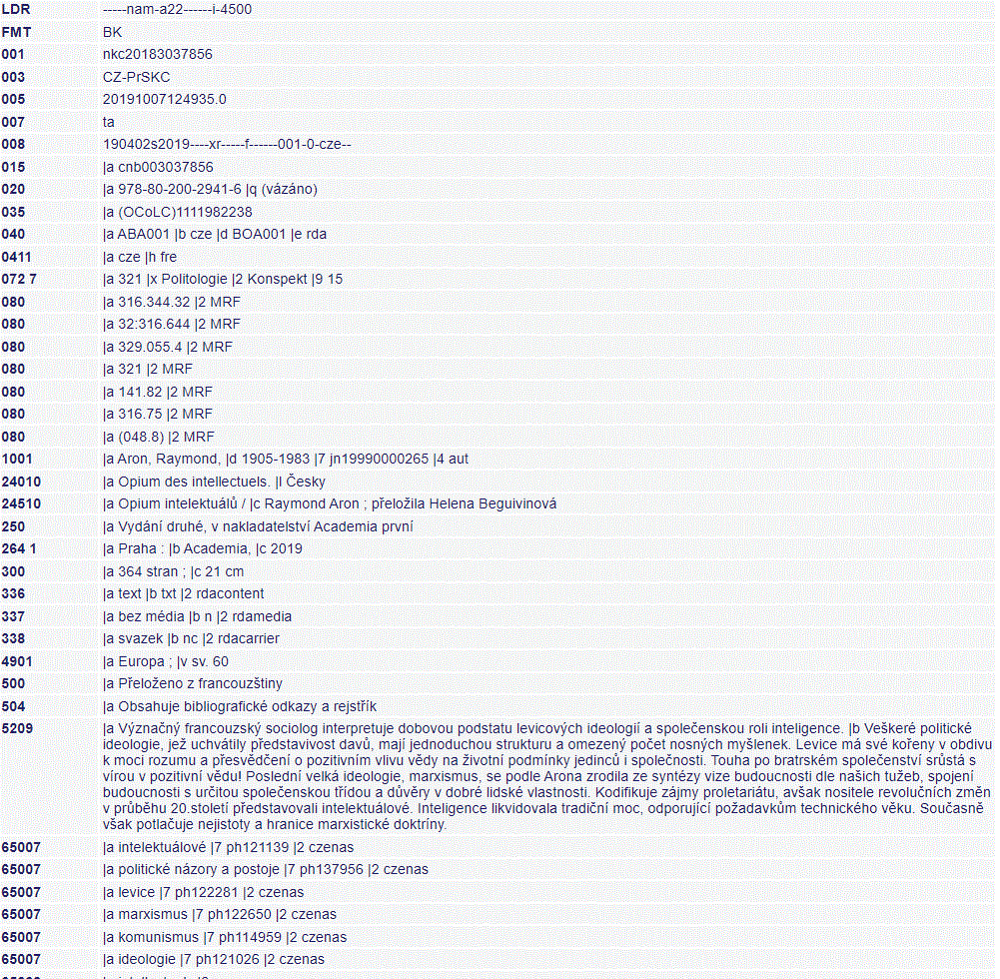 LDR -----nam-a22------i-4500
FMT BK
001 nkc20183037856
003 CZ-PrSKC
005 20191007124935.0
007 ta
008 190402s2019----xr-----f------001-0-cze--
015 |a cnb003037856
020 |a 978-80-200-2941-6 |q (vázáno)
035 |a (OCoLC)1111982238
040 |a ABA001 |b cze |d BOA001 |e rda
0411 |a cze |h fre
072 7 |a 321 |x Politologie |2 Konspekt |9 15
080 |a 316.344.32 |2 MRF
080 |a 32:316.644 |2 MRF
080 |a 329.055.4 |2 MRF
080 |a 321 |2 MRF
080 |a 141.82 |2 MRF
080 |a 316.75 |2 MRF
080 |a (048.8) |2 MRF
1001 |a Aron, Raymond, |d 1905-1983 |7 jn19990000265 |4 aut
24010 |a Opium des intellectuels. |l Česky
24510 |a Opium intelektuálů / |c Raymond Aron ; přeložila Helena Beguivinová
250 |a Vydání druhé, v nakladatelství Academia první
264 1 |a Praha : |b Academia, |c 2019
300 |a 364 stran ; |c 21 cm
336 |a text |b txt |2 rdacontent
337 |a bez média |b n |2 rdamedia
338 |a svazek |b nc |2 rdacarrier
4901 |a Europa ; |v sv. 60
500 |a Přeloženo z francouzštiny
504 |a Obsahuje bibliografické odkazy a rejstřík
5209 |a Význačný francouzský sociolog interpretuje dobovou podstatu levicových ideologií a společenskou roli inteligence. |b Veškeré politické
ideologie, jež uchvátily představivost davů, mají jednoduchou strukturu a omezený počet nosných myšlenek. Levice má své kořeny v obdivu
k moci rozumu a přesvědčení o pozitivním vlivu vědy na životní podmínky jedinců i společnosti. Touha po bratrském společenství srůstá s
vírou v pozitivní vědu! Poslední velká ideologie, marxismus, se podle Arona zrodila ze syntézy vize budoucnosti dle našich tužeb, spojení
budoucnosti s určitou společenskou třídou a důvěry v dobré lidské vlastnosti. Kodifikuje zájmy proletariátu, avšak nositele revolučních změn
v průběhu 20.století představovali intelektuálové. Inteligence likvidovala tradiční moc, odporující požadavkům technického věku. Současně
však potlačuje nejistoty a hranice marxistické doktríny.
65007 |a intelektuálové |7 ph121139 |2 czenas
65007 |a politické názory a postoje |7 ph137956 |2 czenas
65007 |a levice |7 ph122281 |2 czenas
65007 |a marxismus |7 ph122650 |2 czenas
65007 |a komunismus |7 ph114959 |2 czenas
65007 |a ideologie |7 ph121026 |2 czenas